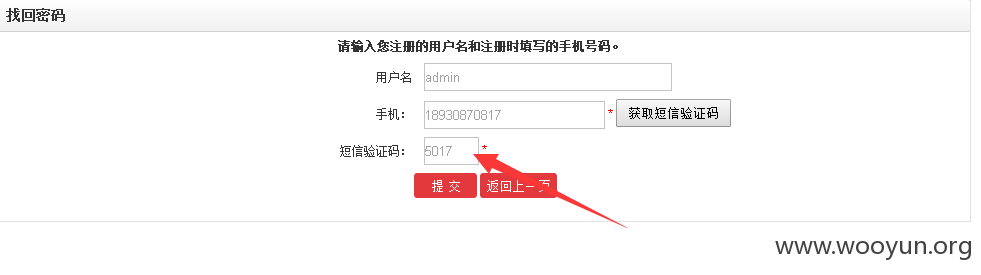 找回密码
请输入您注册的用户名和注册时填写的手机号码。
用户名 admin
手机： 18930870817 * 获取短信验证码
短信验证码： 5017 *
提 交 返回上一页
www.wooyun.org